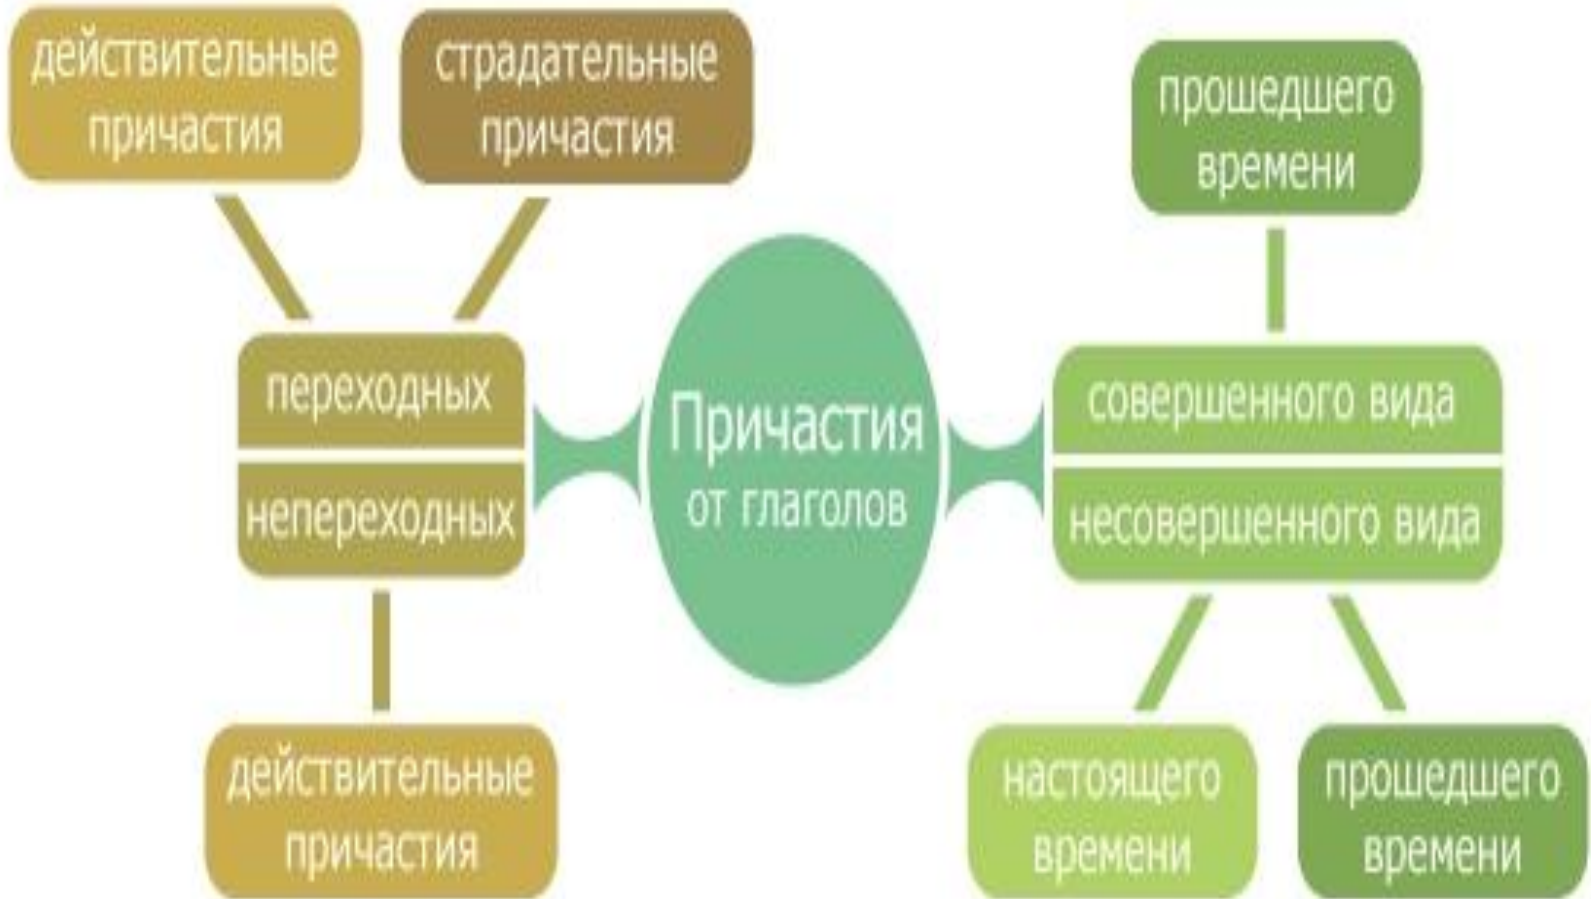 действительные
причастия
страдательные
причастия
прошедшего
времени
переходных
непереходных
Причастия
от глаголов
совершенного вида
несовершенного вида
действительные
причастия
настоящего
времени
прошедшего
времени